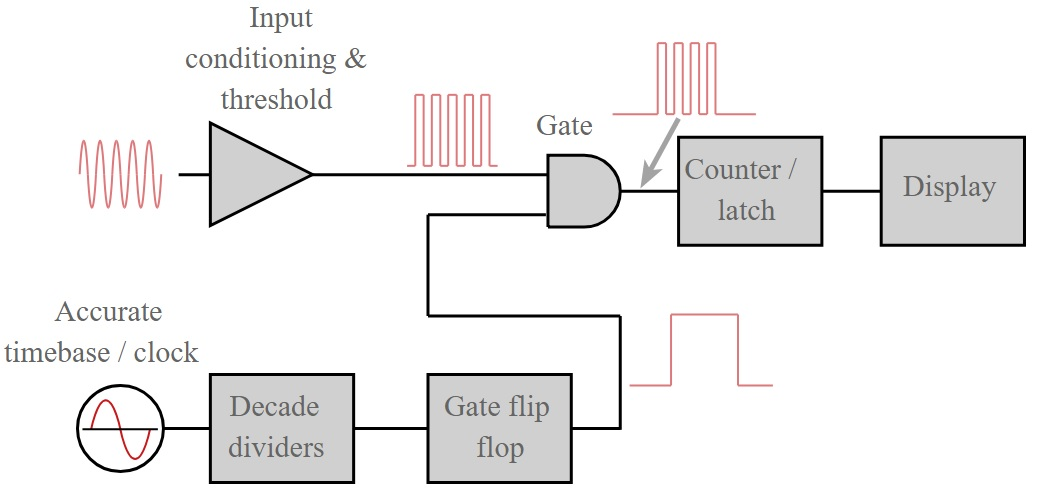 Input
conditioning &
threshold
Gate
Counter /
latch
Display
Accurate
timebase / clock
Decade
dividers
Gate flip
flop